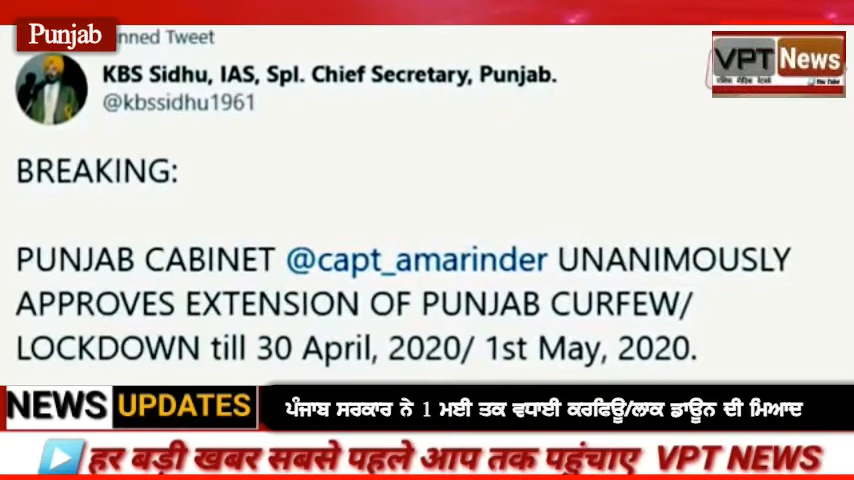 Punjab
nned Tweet
KBS Sidhu, IAS, Spl. Chief Secretary, Punjab.
@kbssidhu1961
VPT News
BREAKING:
PUNJAB CABINET @capt_amarinder UNANIMOUSLY
APPROVES EXTENSION OF PUNJAB CURFEW/
LOCKDOWN till 30 April, 2020/ 1st May, 2020.
NEWS UPDATES
ਪੰਜਾਬ ਸਰਕਾਰ ਨੇ 1 ਮਈ ਤਕ ਵਧਾਈ ਕਰਫਿਊ/ਲਾਕ ਡਾਊਨ ਦੀ ਮਿਆਦ
हर बड़ी खबर सबसे पहले आप तक पहुंचाए VPT NEWS